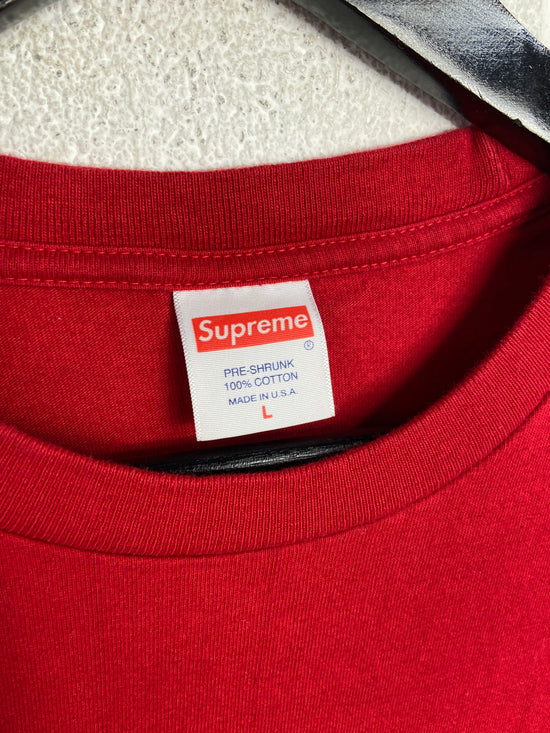 Supreme
®
PRE-SHRUNK
100% COTTON
MADE IN U.S.A.
L